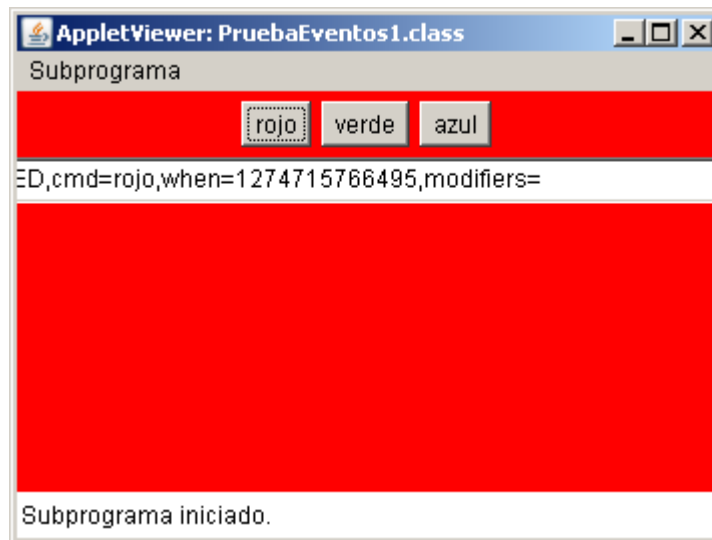 AppletViewer: PruebaEventos1.class
Subprograma
rojo verde azul
ED,cmd=rojo,when=1274715766495,modifiers=
Subprograma iniciado.